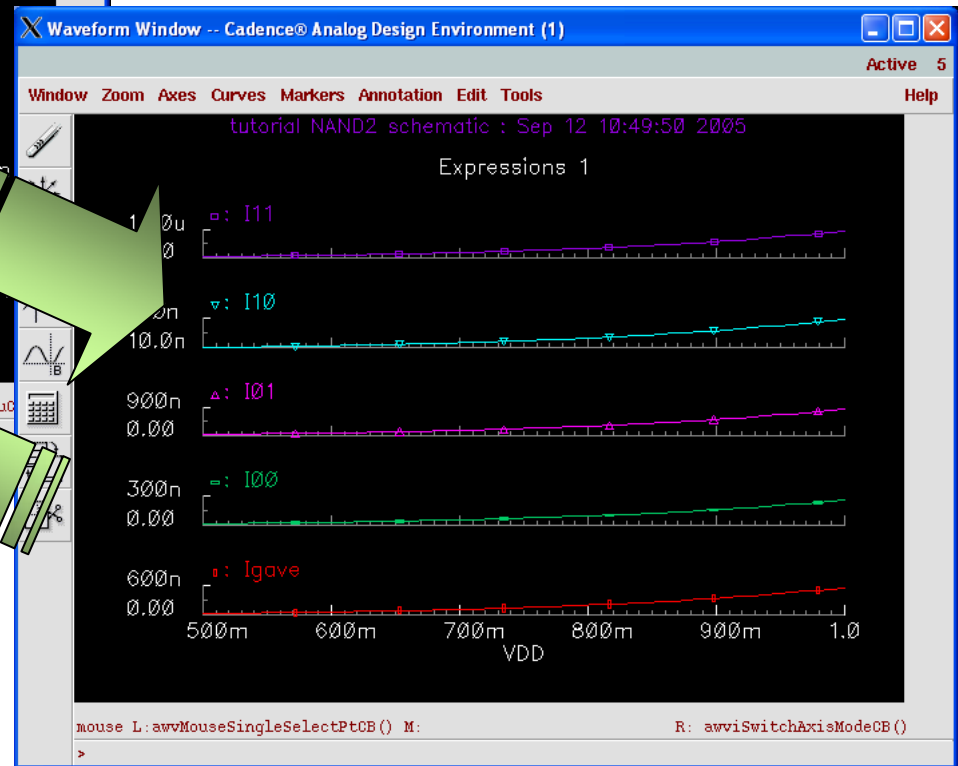 Waveform Window -- Cadence® Analog Design Environment (1)
Active 5
Window Zoom Axes Curves Markers Annotation Edit Tools Help
tutorial NAND2 schematic : Sep 12 10:49:50 2005
Expressions 1
I11
I10
10.0n
B
I01
900n
0.00
I00
300n
0.00
Igave
600n
0.00
500m 600m 700m 800m 900m 1.0
VDD
mouse L:awvMouseSingleSelectPtCB() M: R: awviSwitchAxisModeCB()
>